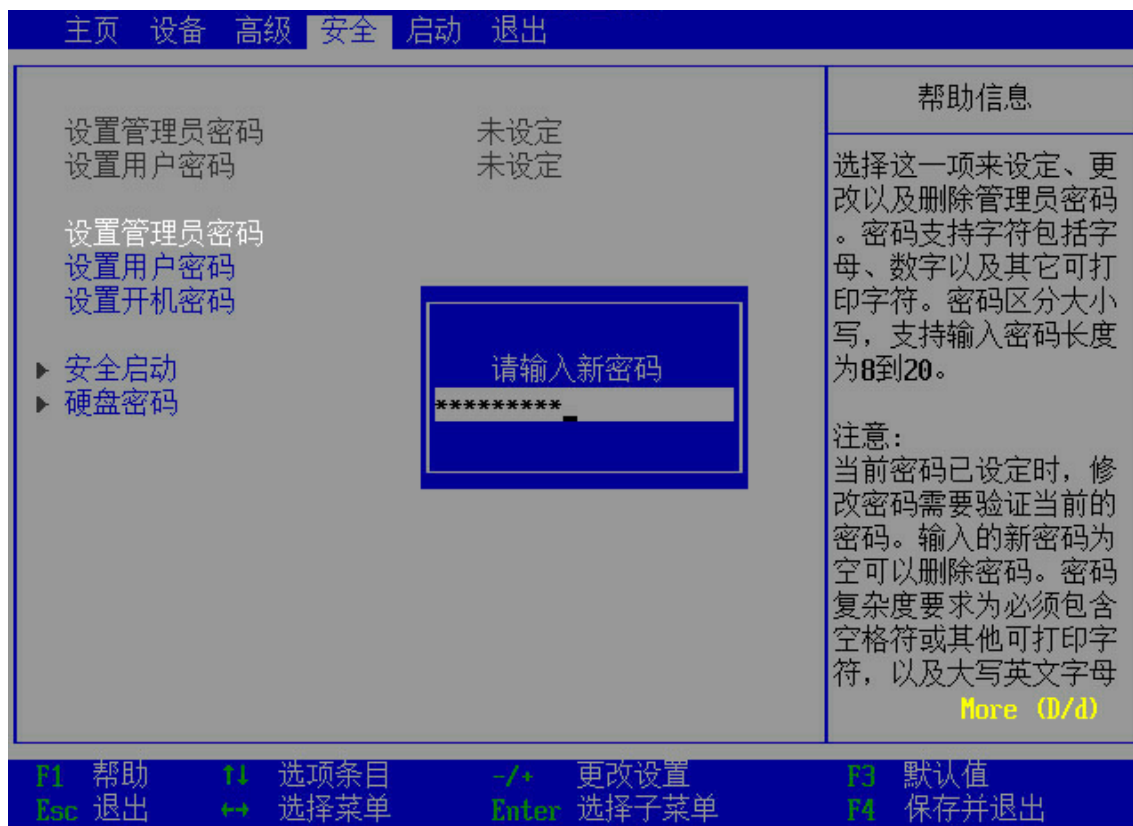 主页 设备 高级 安全 启动 退出
设置管理员密码 未设定
设置用户密码 未设定
设置管理员密码
设置用户密码
设置开机密码
安全启动
硬盘密码
请输入新密码
*********_
帮助信息
选择这一项来设定、更
改以及删除管理员密码
。密码支持字符包括字
母、数字以及其它可打
印字符。密码区分大小
写，支持输入密码长度
为8到20。
注意：
当前密码已设定时，修
改密码需要验证当前的
密码。输入的新密码为
空可以删除密码。密码
复杂度要求为必须包含
空格符或其他可打印字
符，以及大写英文字母
More (D/d)
F1 帮助 ↑↓ 选项条目 -/+ 更改设置 F3 默认值
Esc 退出 ↔ 选择菜单 Enter 选择子菜单 F4 保存并退出